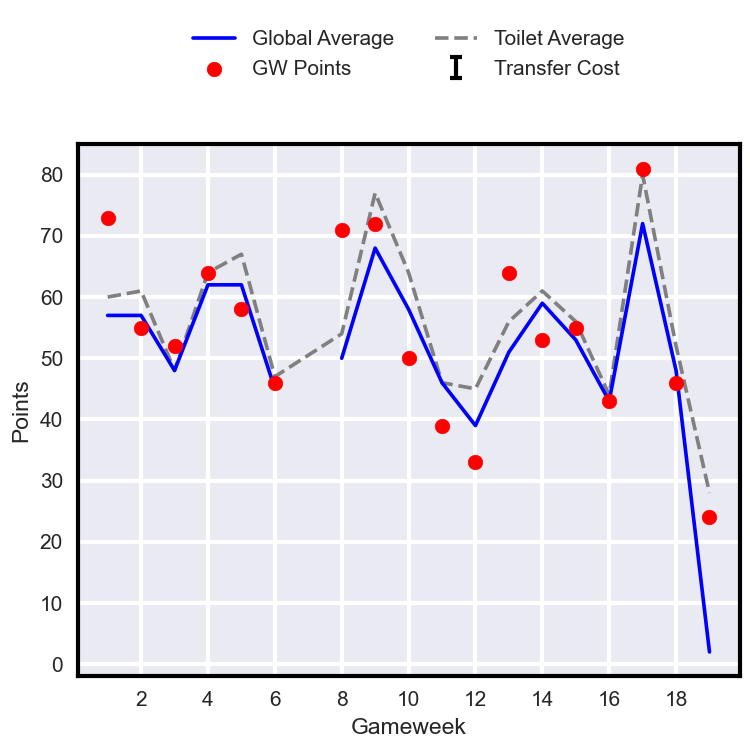 Global Average
Toilet Average
GW Points
Transfer Cost
80
70
60
50
40
30
20
10
0
Points
2 4 6 8 10 12 14 16 18
Gameweek